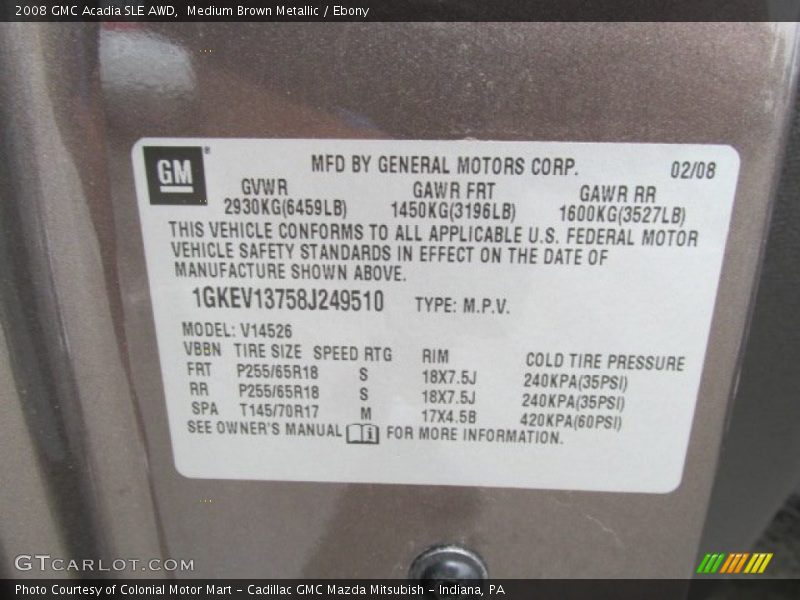 2008 GMC Acadia SLE AWD,  Medium Brown Metallic / Ebony
GM
MFD BY GENERAL MOTORS CORP. 02/08
GVWR GAWR FRT GAWR RR
2930KG(6459LB) 1450KG(3196LB) 1600KG(3527LB)
THIS VEHICLE CONFORMS TO ALL APPLICABLE U.S. FEDERAL MOTOR
VEHICLE SAFETY STANDARDS IN EFFECT ON THE DATE OF
MANUFACTURE SHOWN ABOVE.
1GKEV13758J249510 TYPE: M.P.V.
MODEL: V14526
VBBN TIRE SIZE SPEED RTG RIM COLD TIRE PRESSURE
FRT P255/65R18 S 18X7.5J 240KPA(35PSI)
RR P255/65R18 S 18X7.5J 240KPA(35PSI)
SPA T145/70R17 M 17X4.5B 420KPA(60PSI)
SEE OWNER'S MANUAL i FOR MORE INFORMATION.
GTCARLOT.COM
Photo Courtesy of Colonial Motor Mart - Cadillac GMC Mazda Mitsubish - Indiana, PA